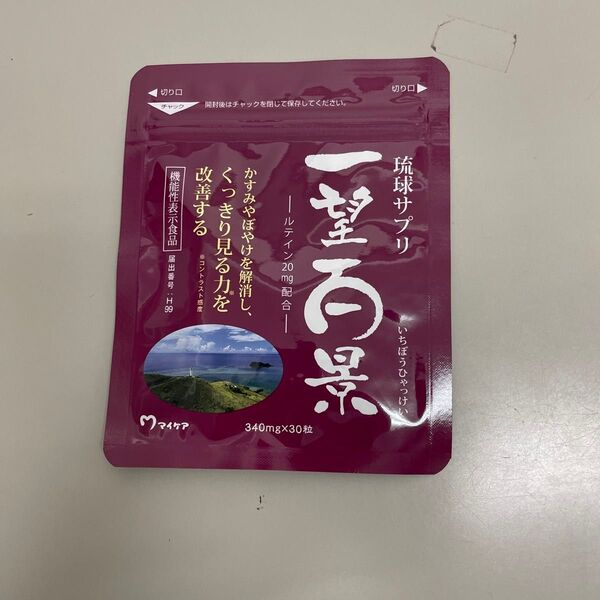 切り口
切り口
チャック
開封後はチャックを閉じて保存してください。
琉球サプリ
一望百景
いちぼうひゃっけい
ルテイン20mg配合
かすみやぼやけを解消し、
くっきり見る力を※
※コントラスト感度
改善する
機能性表示食品
届出番号:H99
マイケア
340mg×30粒